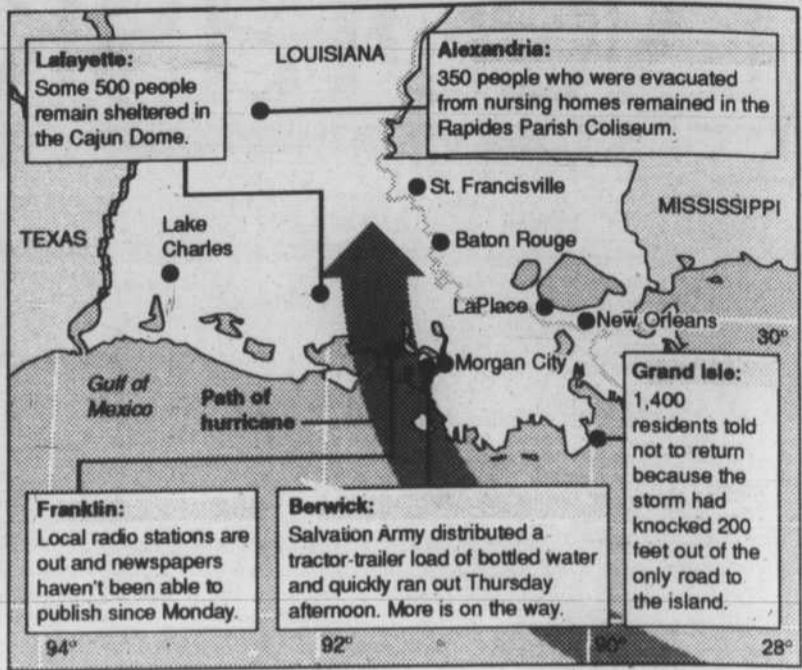 Lafayette:
Some 500 people
remain sheltered in
the Cajun Dome.
LOUISIANA
Alexandria:
350 people who were evacuated
from nursing homes remained in the
Rapides Parish Coliseum.
St. Francisville
MISSISSIPPI
TEXAS
Lake
Charles
Baton Rouge
LaPlace
New Orleans
30°
Morgan City
Gulf of
Mexico
Path of
hurricane
Grand Isle:
1,400
residents told
not to return
because the
storm had
knocked 200
feet out of the
only road to
the island.
Franklin:
Local radio stations are
out and newspapers
haven't been able to
publish since Monday.
Berwick:
Salvation Army distributed a
tractor-trailer load of bottled water
and quickly ran out Thursday
afternoon. More is on the way.
94°
92°
90°
28°